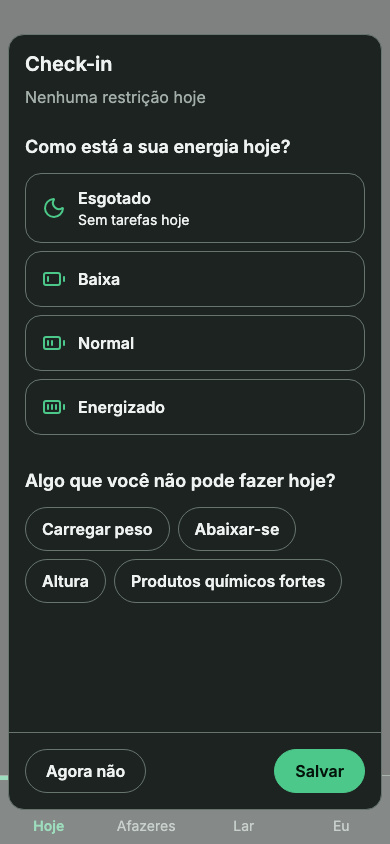 Check-in
Nenhuma restrição hoje
Como está a sua energia hoje?
Esgotado
Sem tarefas hoje
Baixa
Normal
Energizado
Algo que você não pode fazer hoje?
Carregar peso
Abaixar-se
Altura
Produtos químicos fortes
Agora não
Salvar
Hoje
Afazeres
Lar
Eu